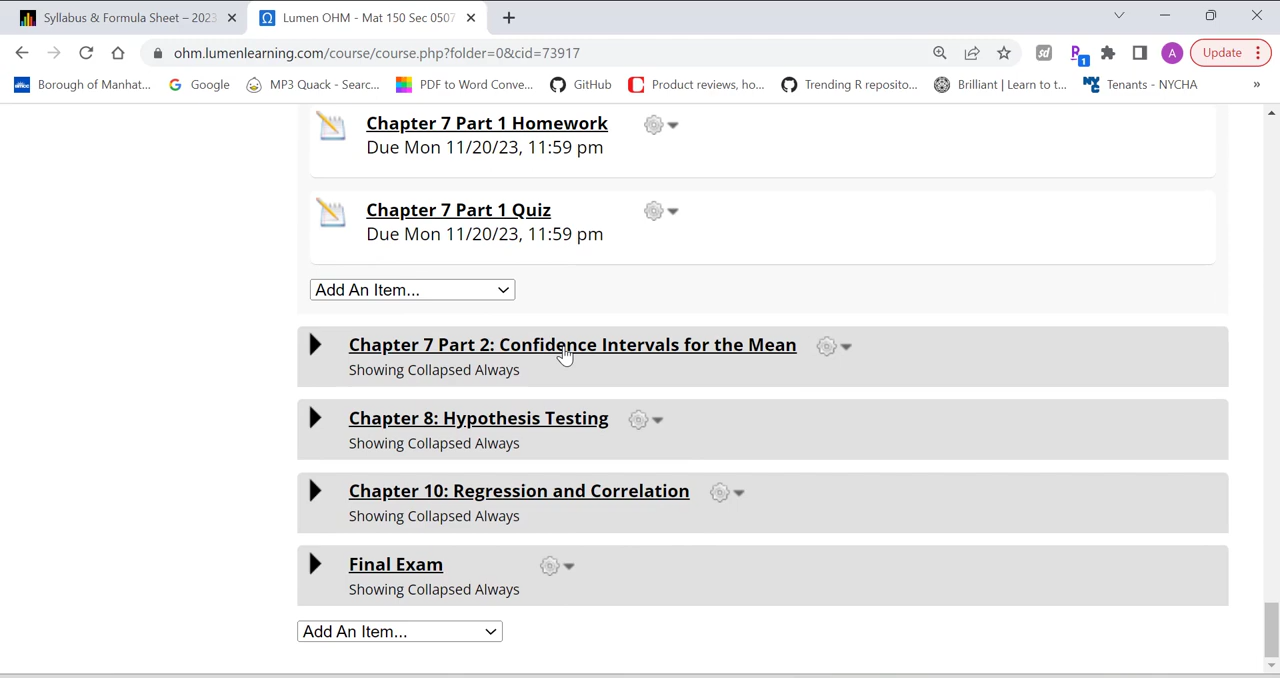 Syllabus & Formula Sheet – 2023
Lumen OHM - Mat 150 Sec 0507
ohm.lumenlearning.com/course/course.php?folder=0&cid=73917
A
Update
Borough of Manhat...
Google
MP3 Quack - Searc...
PDF to Word Conve...
GitHub
Product reviews, ho...
Trending R reposito...
Brilliant | Learn to t...
Tenants - NYCHA
»
Chapter 7 Part 1 Homework
Due Mon 11/20/23, 11:59 pm
Chapter 7 Part 1 Quiz
Due Mon 11/20/23, 11:59 pm
Add An Item...
Chapter 7 Part 2: Confidence Intervals for the Mean
Showing Collapsed Always
Chapter 8: Hypothesis Testing
Showing Collapsed Always
Chapter 10: Regression and Correlation
Showing Collapsed Always
Final Exam
Showing Collapsed Always
Add An Item...